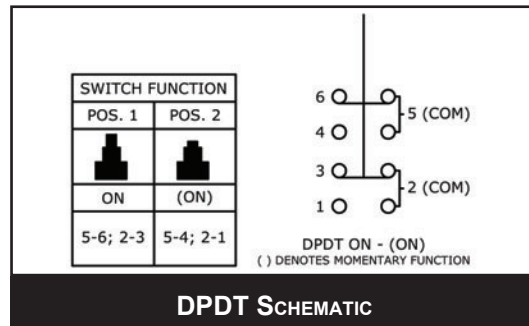 SWITCH FUNCTION
POS. 1 POS. 2
ON (ON)
5-6; 2-3 5-4; 2-1
6
5 (COM)
4
3
2 (COM)
1
DPDT ON - (ON)
( ) DENOTES MOMENTARY FUNCTION
DPDT SCHEMATIC